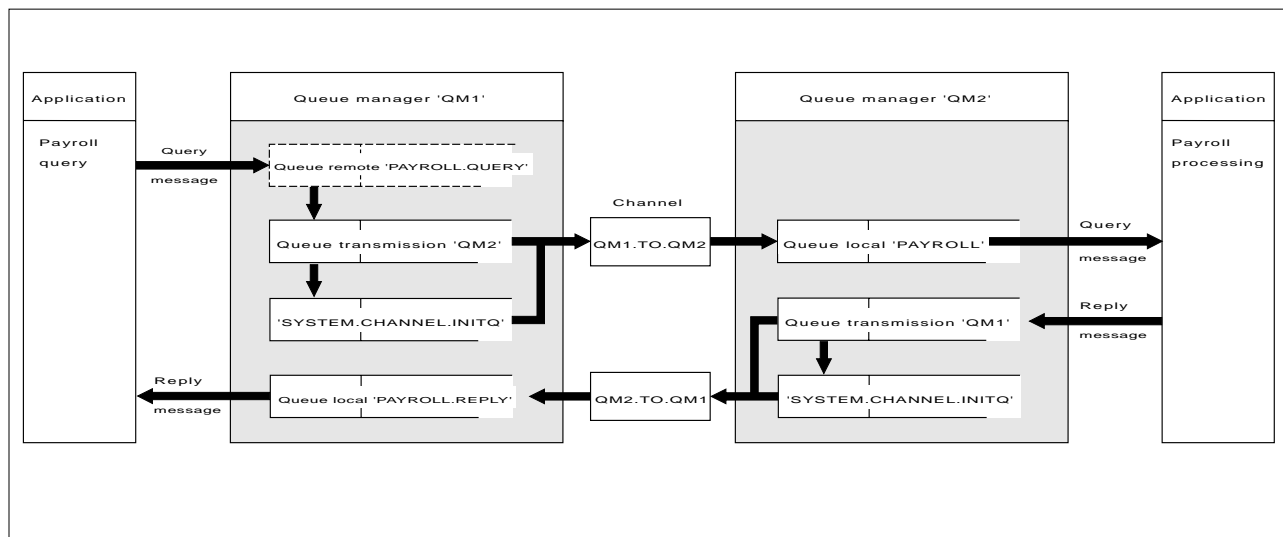 Application
Payroll
query
Query
message
Reply
message
Queue manager 'QM1'
Queue remote 'PAYROLL.QUERY'
Queue transmission 'QM2'
'SYSTEM.CHANNEL.INITQ'
Queue local 'PAYROLL.REPLY'
Channel
QM1.TO.QM2
QM2.TO.QM1
Queue manager 'QM2'
Queue local 'PAYROLL'
Queue transmission 'QM1'
'SYSTEM.CHANNEL.INITQ'
Query
message
Reply
message
Application
Payroll
processing